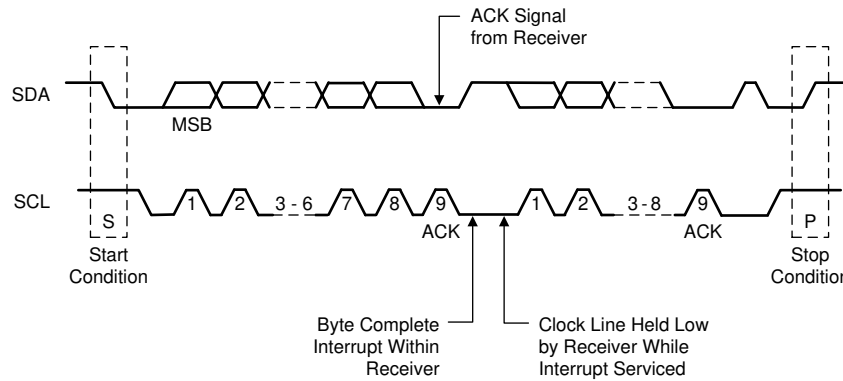 ACK Signal
from Receiver
SDA
MSB
SCL
S
1
2
3 - 6
7
8
9
ACK
1
2
3 - 8
9
ACK
P
Start
Condition
Stop
Condition
Byte Complete
Interrupt Within
Receiver
Clock Line Held Low
by Receiver While
Interrupt Serviced